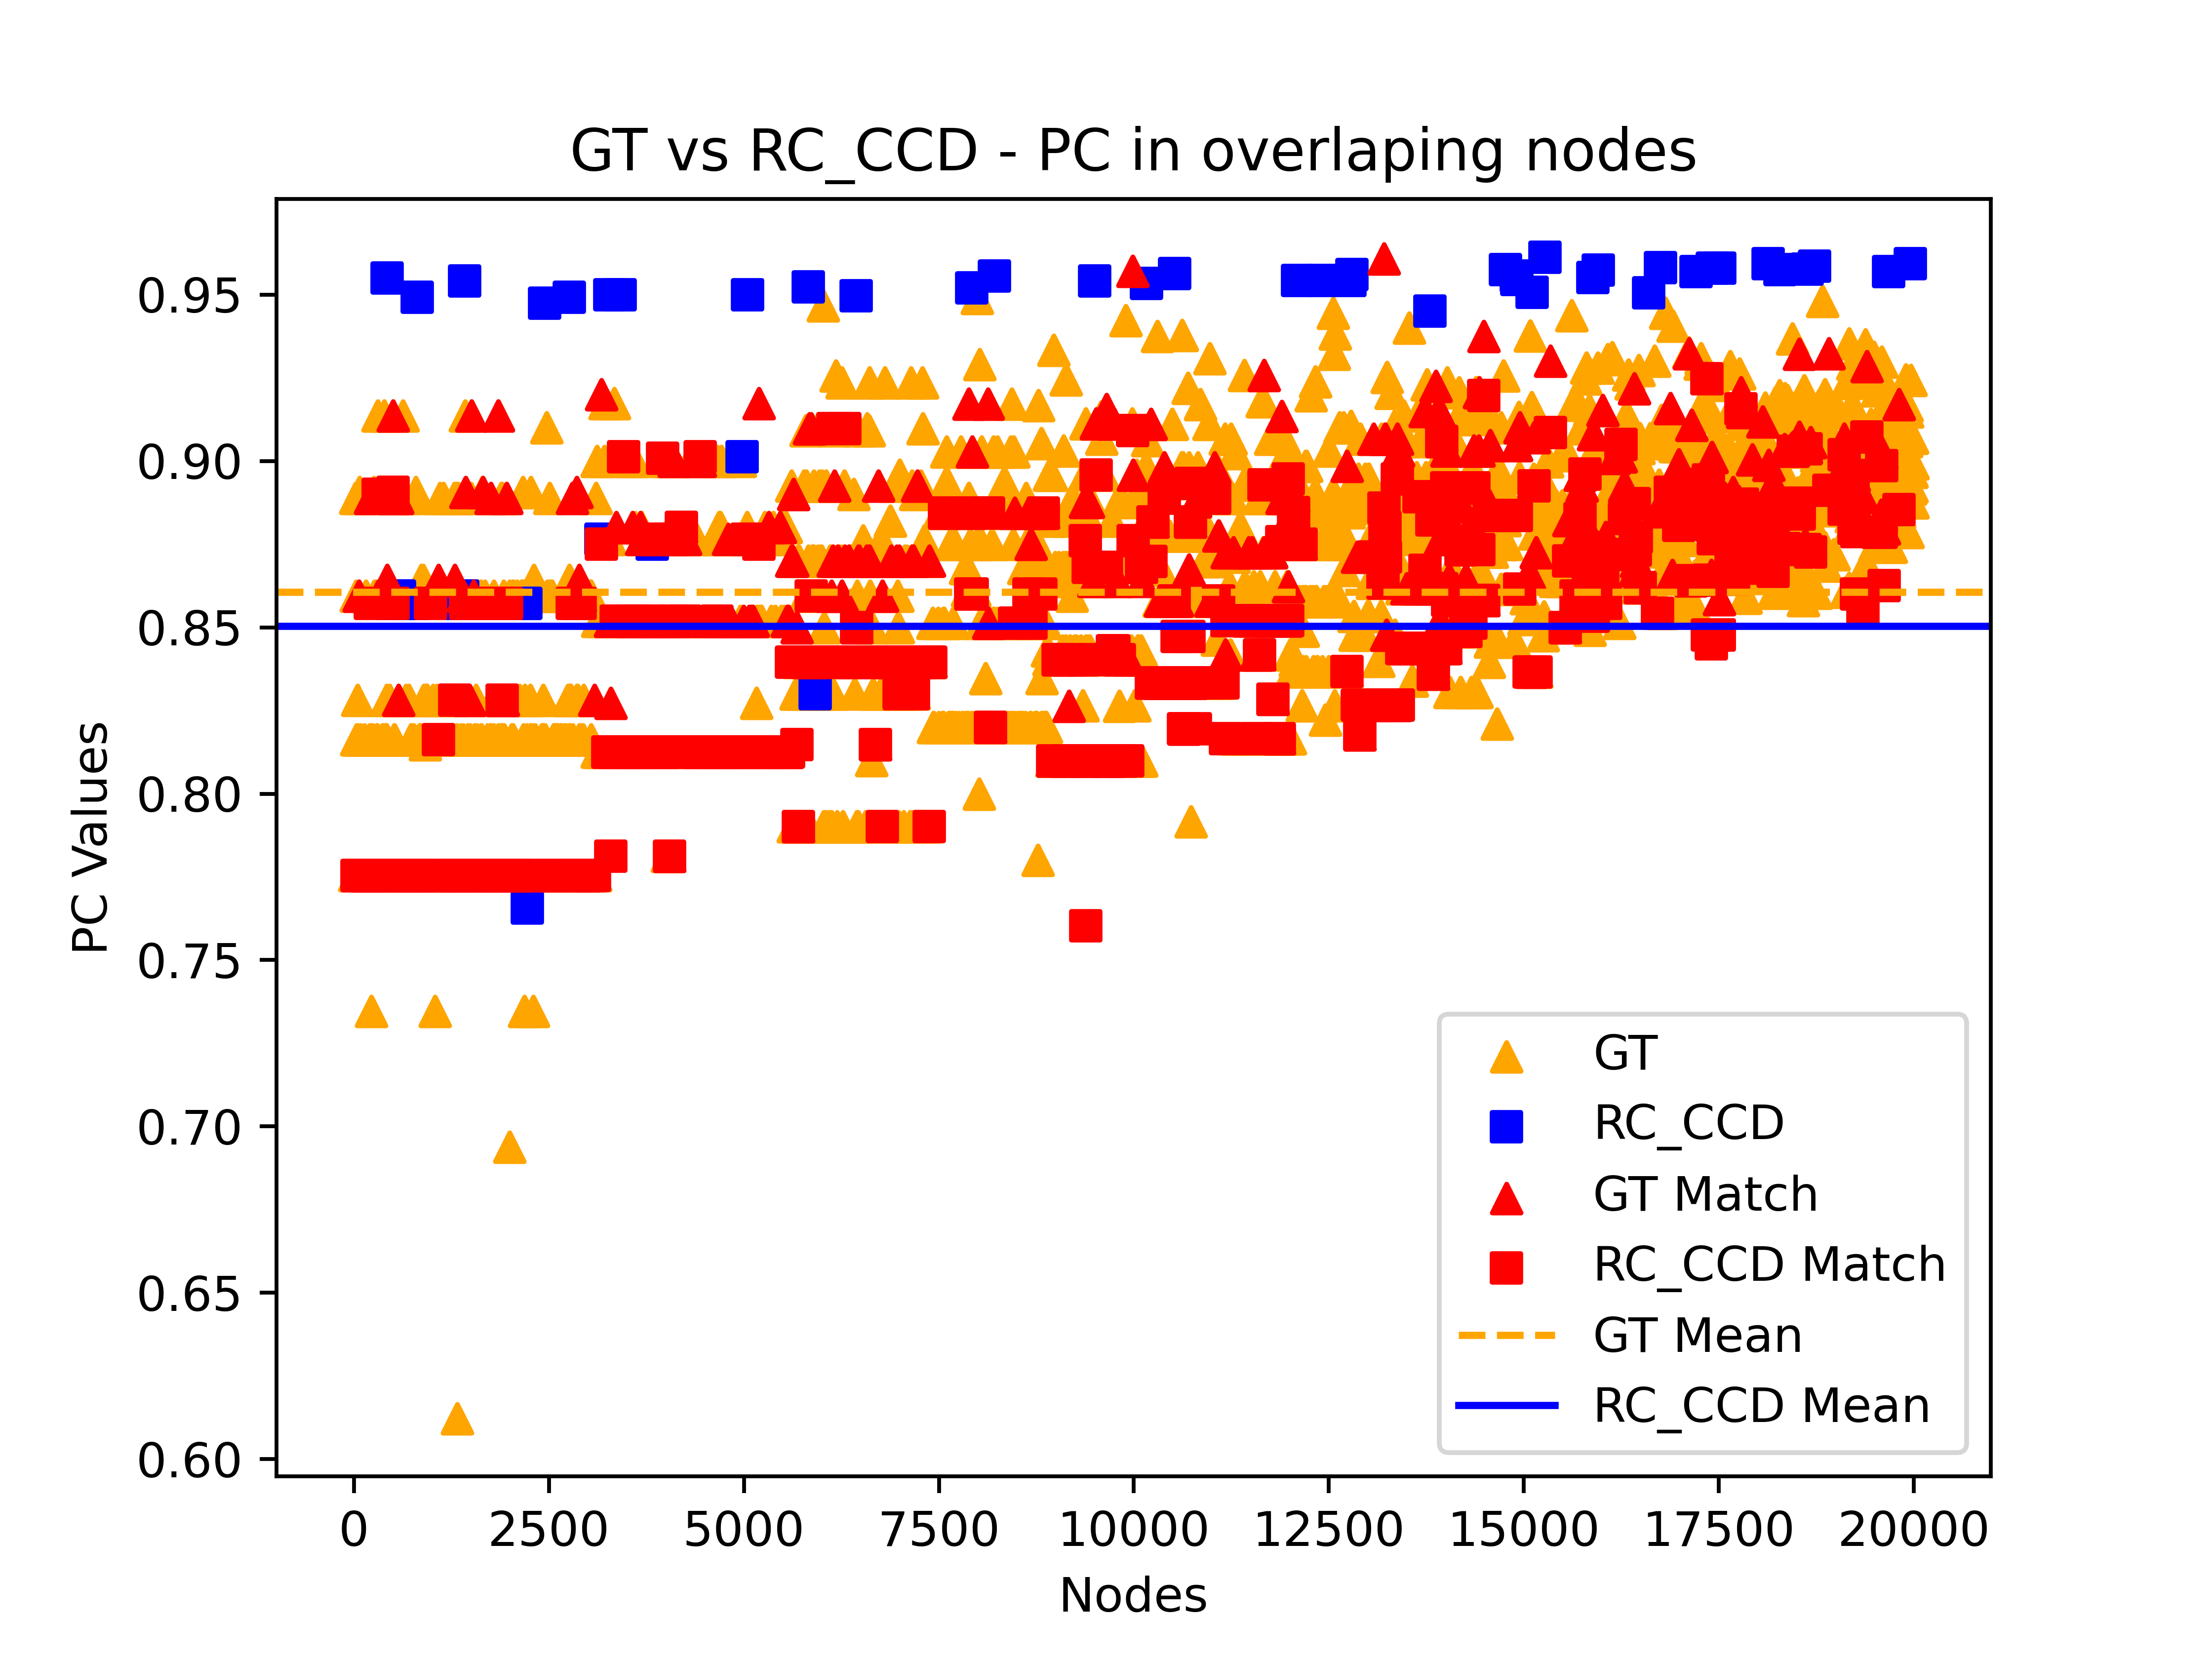 GT vs RC_CCD - PC in overlaping nodes
PC Values
0.95
0.90
0.85
0.80
0.75
0.70
0.65
0.60
GT
RC_CCD
GT Match
RC_CCD Match
GT Mean
RC_CCD Mean
0 2500 5000 7500 10000 12500 15000 17500 20000
Nodes